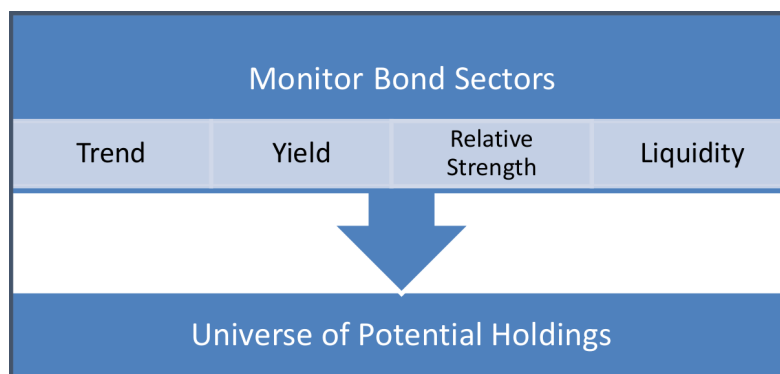 Monitor Bond Sectors
Trend
Yield
Relative
Strength
Liquidity
Universe of Potential Holdings